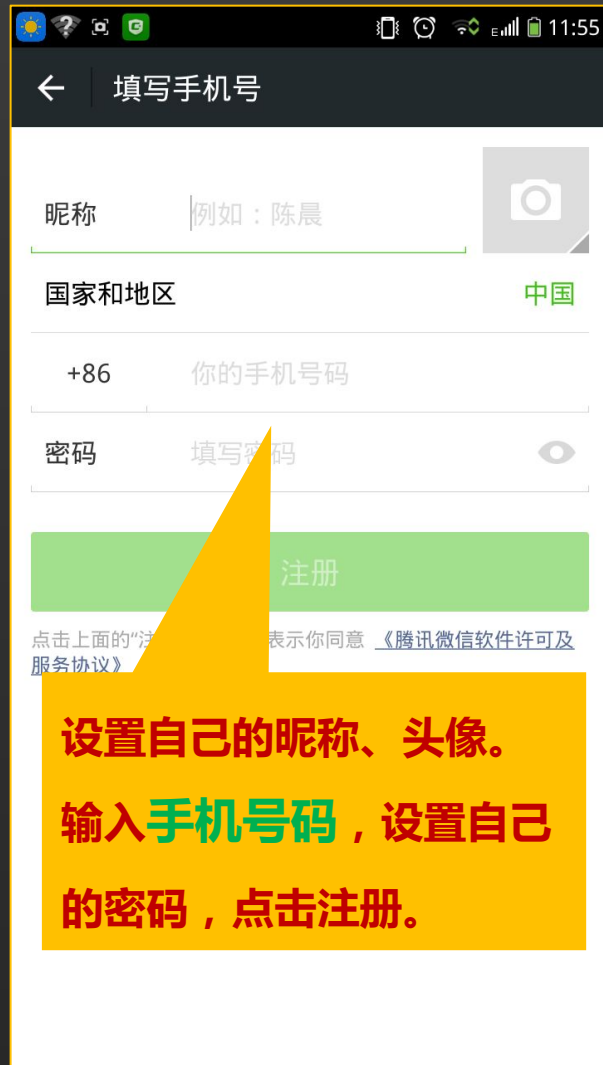 11:55
填写手机号
昵称 例如：陈晨
国家和地区 中国
+86 你的手机号码
密码 填写密码
注册
点击上面的“注 表示你同意 《腾讯微信软件许可及
服务协议》
设置自己的昵称、头像。
输入手机号码，设置自己
的密码，点击注册。